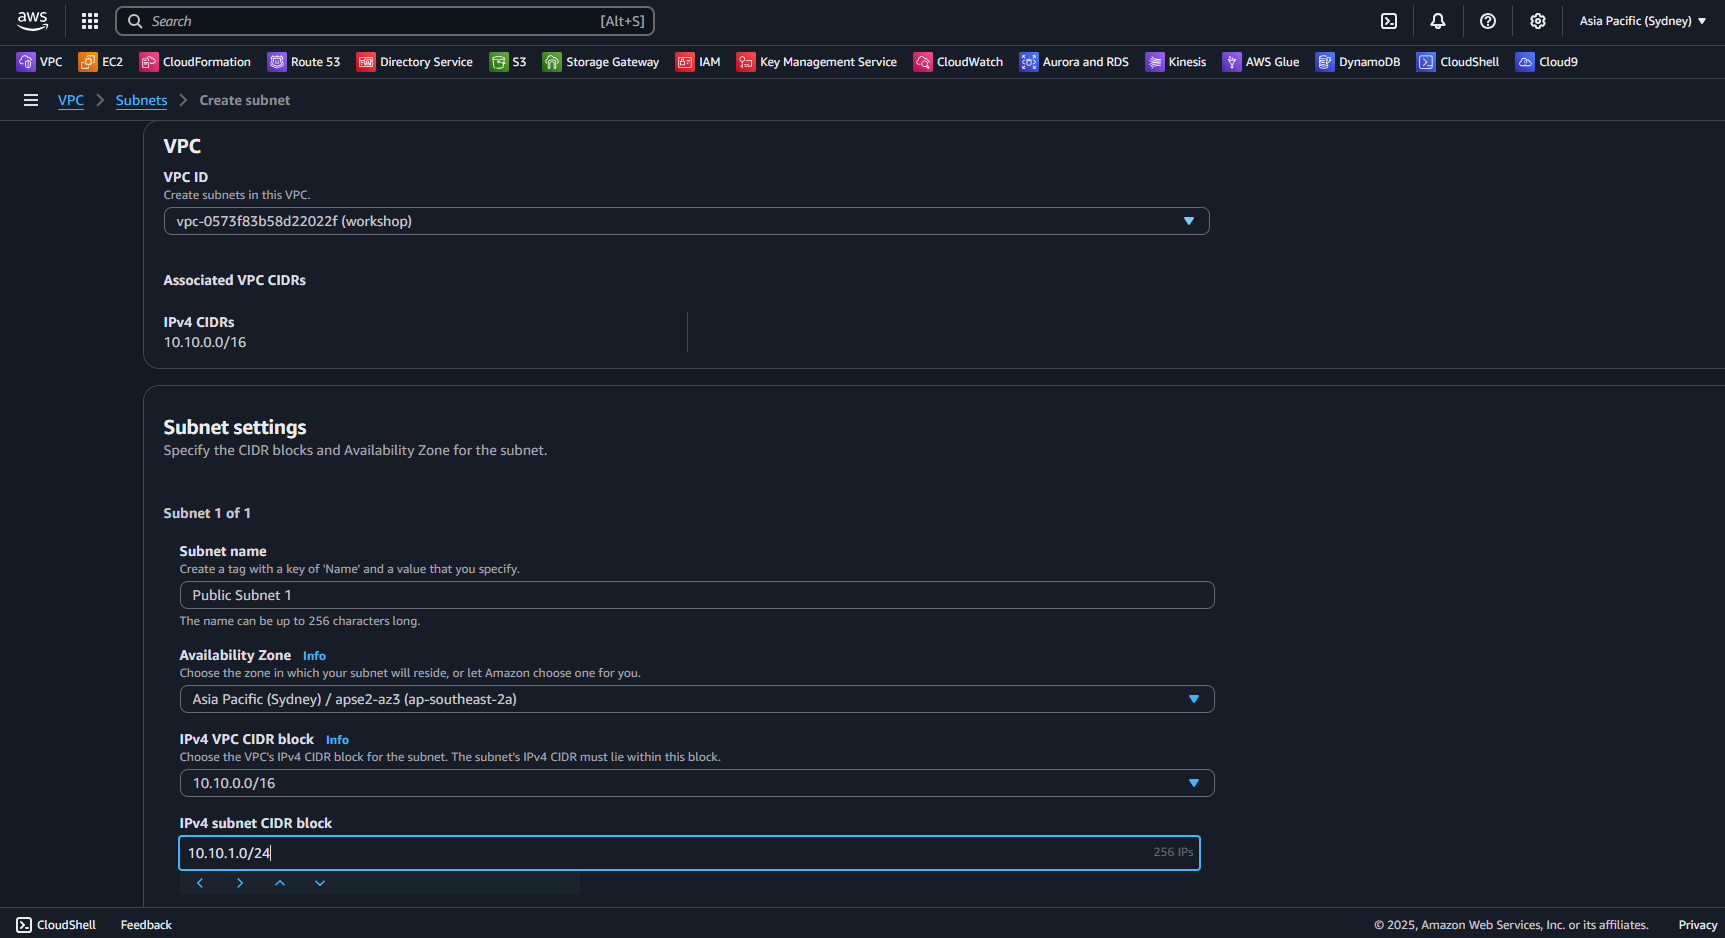 aws Search [Alt+S] Asia Pacific (Sydney)
VPC EC2 CloudFormation Route 53 Directory Service S3 Storage Gateway IAM Key Management Service CloudWatch Aurora and RDS Kinesis AWS Glue DynamoDB CloudShell Cloud9
VPC Subnets Create subnet
VPC
VPC ID
Create subnets in this VPC.
vpc-0573f83b58d22022f (workshop)
Associated VPC CIDRs
IPv4 CIDRs
10.10.0.0/16
Subnet settings
Specify the CIDR blocks and Availability Zone for the subnet.
Subnet 1 of 1
Subnet name
Create a tag with a key of 'Name' and a value that you specify.
Public Subnet 1
The name can be up to 256 characters long.
Availability Zone Info
Choose the zone in which your subnet will reside, or let Amazon choose one for you.
Asia Pacific (Sydney) / apse2-az3 (ap-southeast-2a)
IPv4 VPC CIDR block Info
Choose the VPC's IPv4 CIDR block for the subnet. The subnet's IPv4 CIDR must lie within this block.
10.10.0.0/16
IPv4 subnet CIDR block
10.10.1.0/24 256 IPs
CloudShell Feedback © 2025, Amazon Web Services, Inc. or its affiliates. Privacy